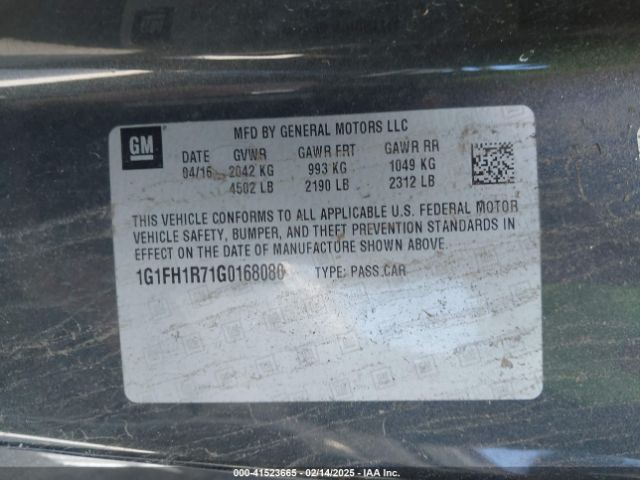 GM
MFD BY GENERAL MOTORS LLC
DATE GVWR GAWR FRT GAWR RR
04/16 2042 KG 993 KG 1049 KG
4502 LB 2190 LB 2312 LB
THIS VEHICLE CONFORMS TO ALL APPLICABLE U.S. FEDERAL MOTOR
VEHICLE SAFETY, BUMPER, AND THEFT PREVENTION STANDARDS IN
EFFECT ON THE DATE OF MANUFACTURE SHOWN ABOVE.
1G1FH1R71G0168080 TYPE: PASS.CAR
000-41523665 - 02/14/2025 - IAA Inc.